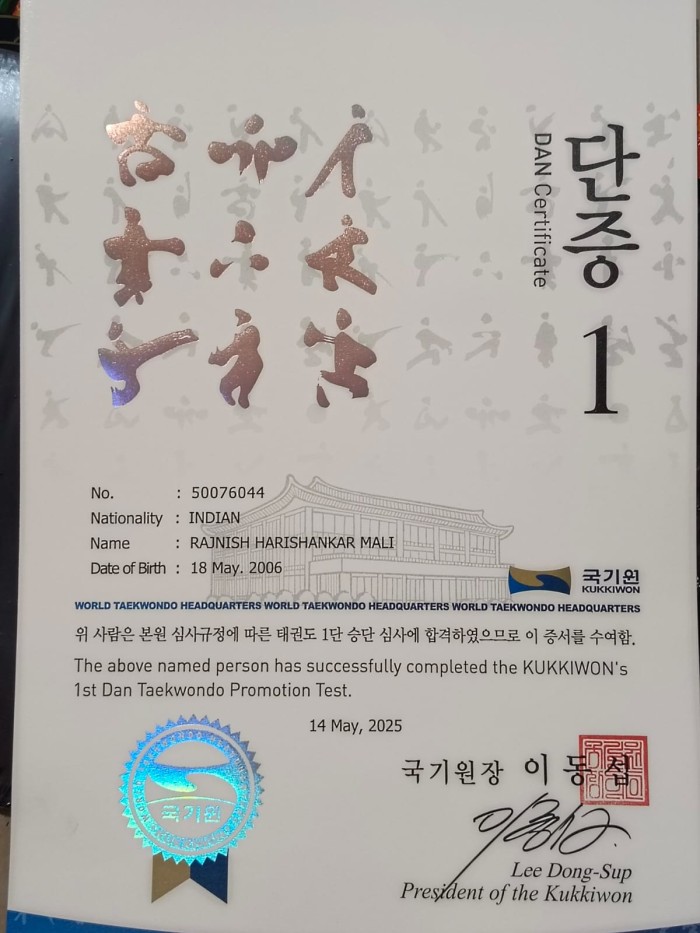 단증
DAN Certificate
1
No. : 50076044
Nationality : INDIAN
Name : RAJNISH HARISHANKAR MALI
Date of Birth : 18 May. 2006
국기원
KUKKIWON
WORLD TAEKWONDO HEADQUARTERS WORLD TAEKWONDO HEADQUARTERS WORLD TAEKWONDO HEADQUARTERS
위 사람은 본원 심사규정에 따른 태권도 1단 승단 심사에 합격하였으므로 이 증서를 수여함.
The above named person has successfully completed the KUKKIWON's
1st Dan Taekwondo Promotion Test.
14 May, 2025
국기원장 이동섭
국기원
Lee Dong-Sup
President of the Kukkiwon